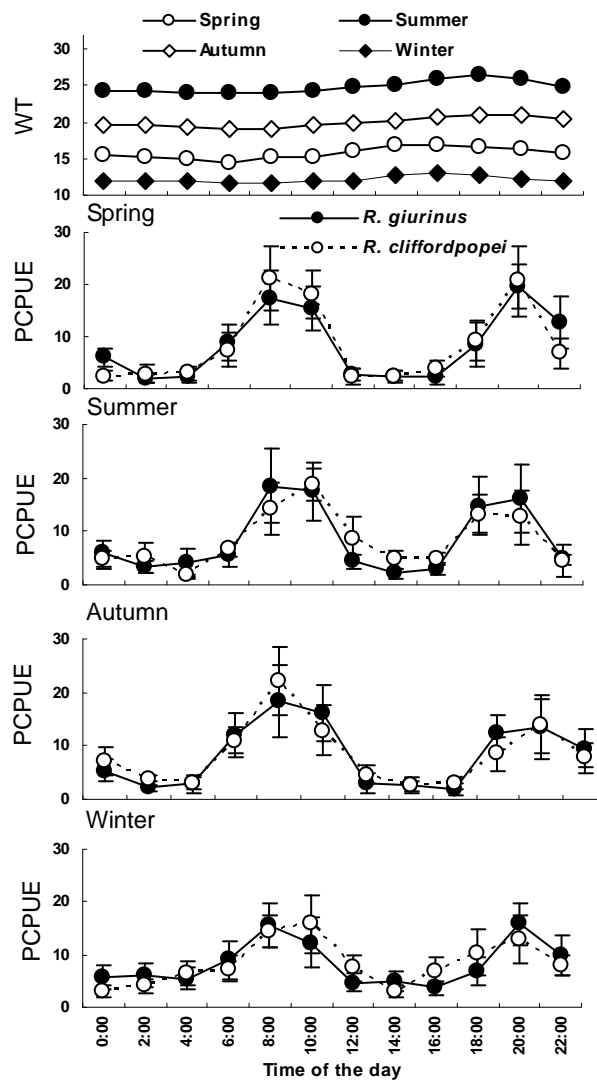 Spring Summer
Autumn Winter
30
25
20
15
10
WT
Spring
R. giurinus
R. cliffordpopei
30
20
10
0
PCPUE
Summer
30
20
10
0
PCPUE
Autumn
30
20
10
0
PCPUE
Winter
30
20
10
0
PCPUE
0:00 2:00 4:00 6:00 8:00 10:00 12:00 14:00 16:00 18:00 20:00 22:00
Time of the day